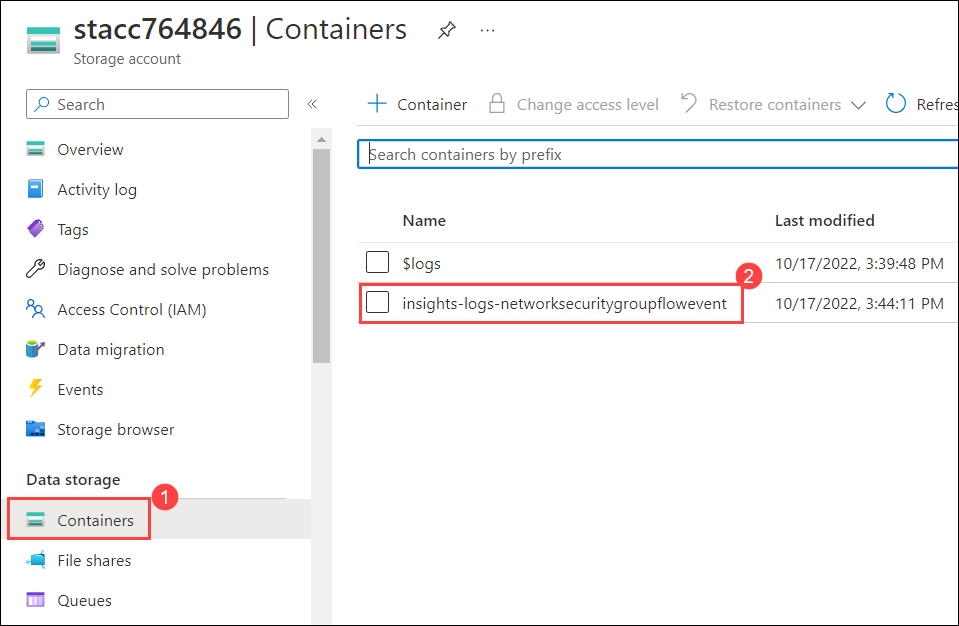 stacc764846 | Containers ...
Storage account
Search «
+ Container Change access level Restore containers Refres
Search containers by prefix
Overview
Activity log
Tags
Diagnose and solve problems
Access Control (IAM)
Data migration
Events
Storage browser
Data storage
1
Containers
File shares
Queues
Name Last modified
$logs 10/17/2022, 3:39:48 PM
2
insights-logs-networksecuritygroupflowevent 10/17/2022, 3:44:11 PM